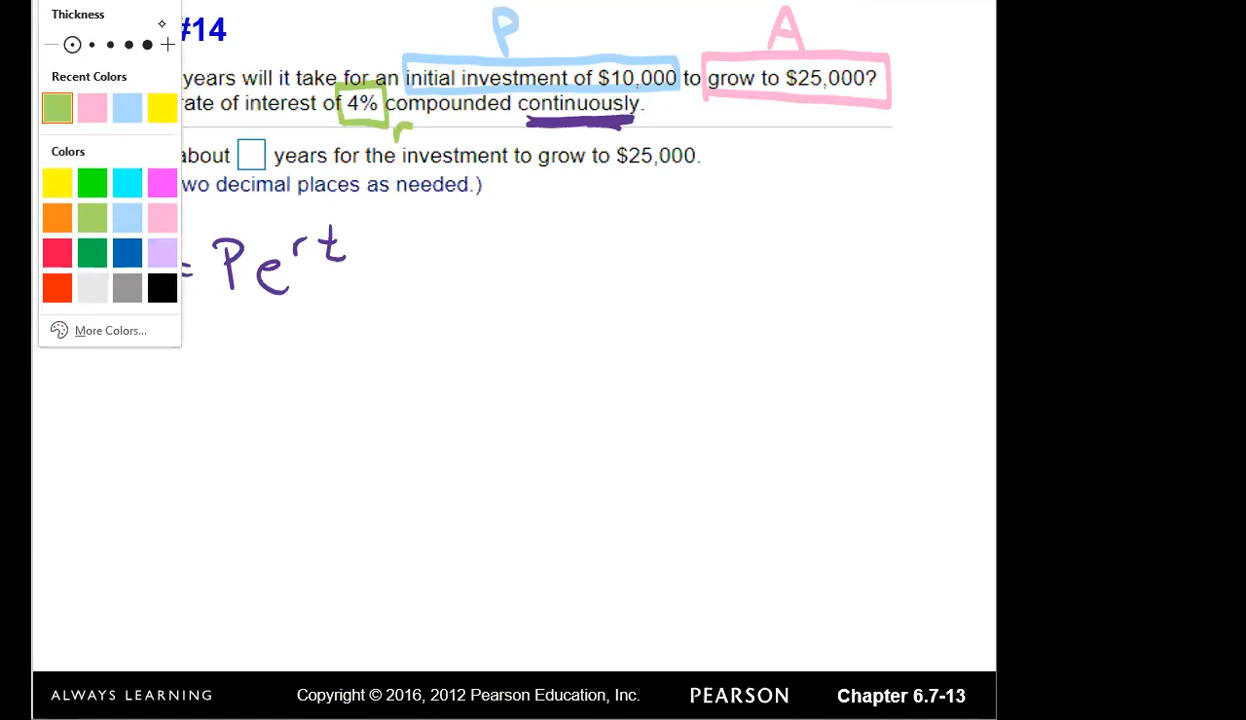 Thickness
#14
P
A
years will it take for an initial investment of $10,000 to grow to $25,000?
Recent Colors
rate of interest of 4% compounded continuously.
r
Colors
about years for the investment to grow to $25,000.
two decimal places as needed.)
= Pe^rt
More Colors...
ALWAYS LEARNING
Copyright © 2016, 2012 Pearson Education, Inc.
PEARSON
Chapter 6.7-13